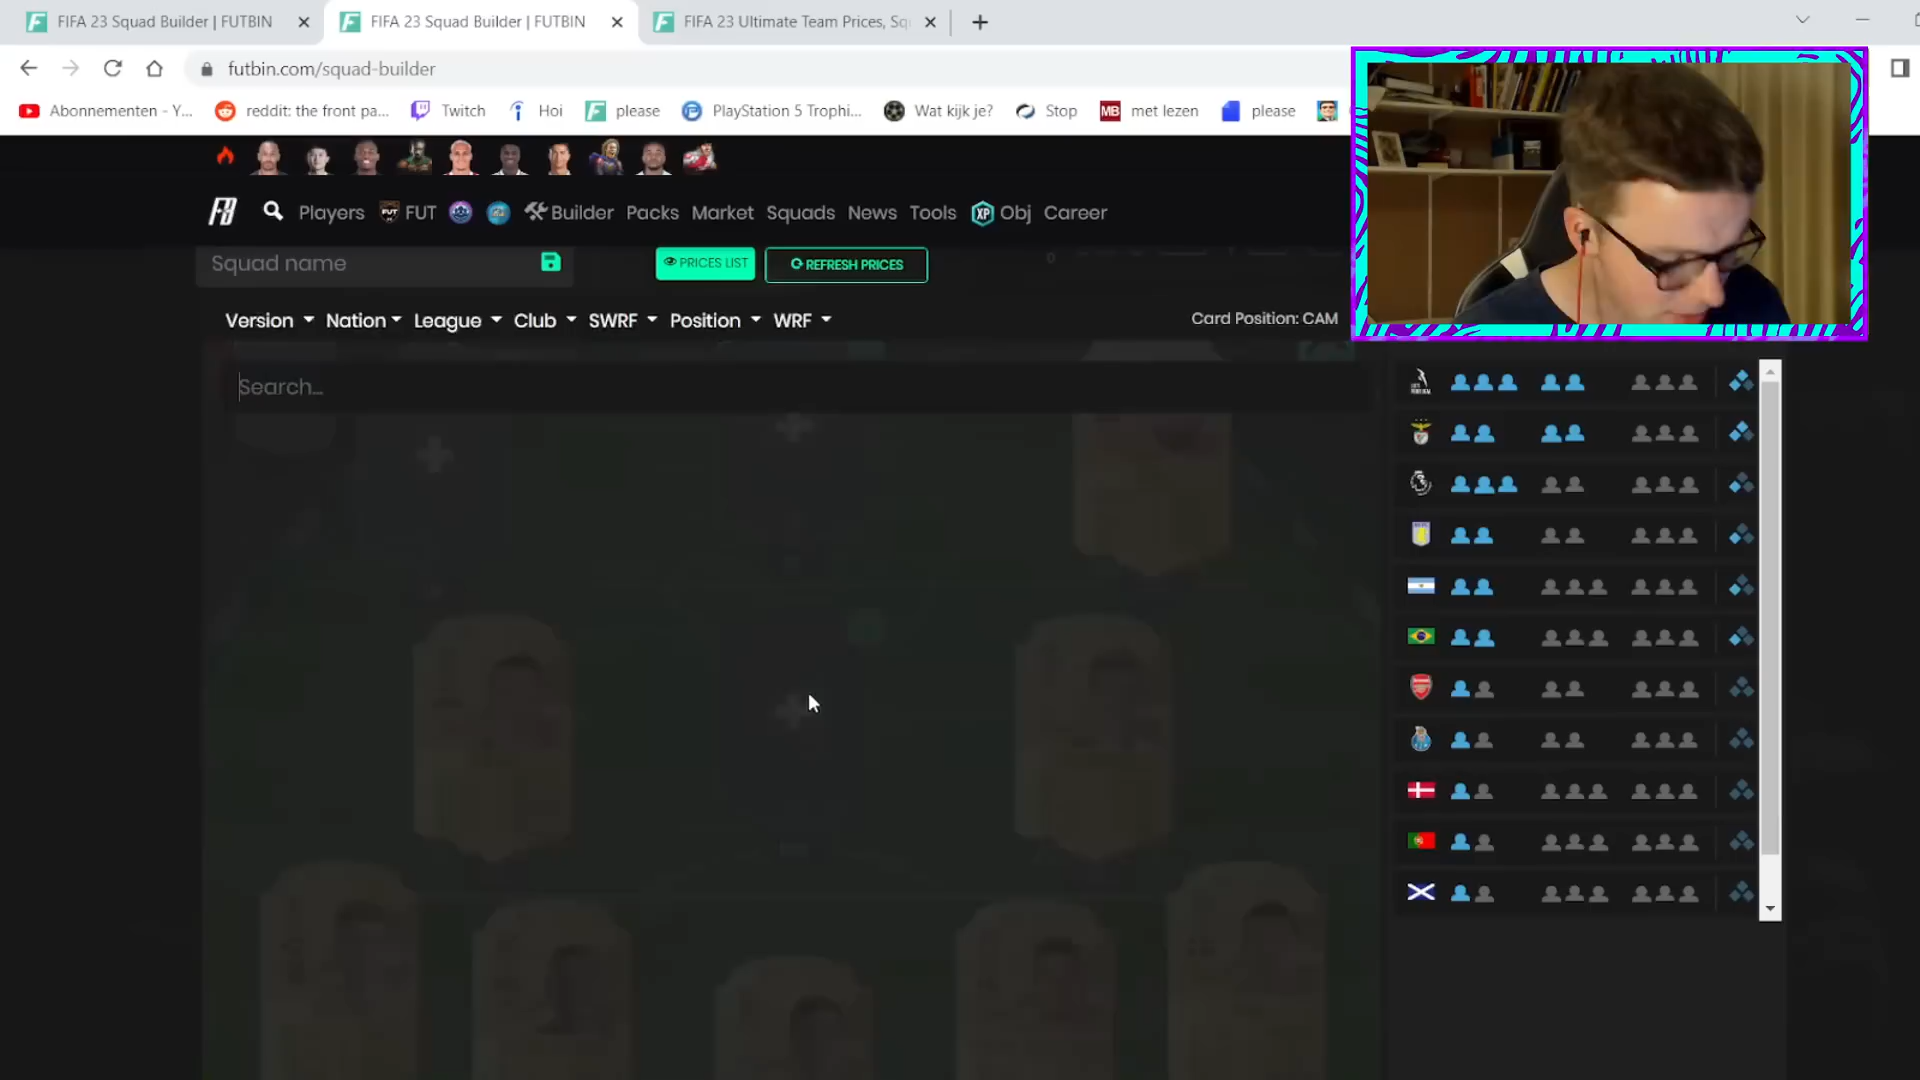 FIFA 23 Squad Builder | FUTBIN
FIFA 23 Squad Builder | FUTBIN
FIFA 23 Ultimate Team Prices, Sq
futbin.com/squad-builder
Abonnementen - Y...
reddit: the front pa...
Twitch
Hoi
please
PlayStation 5 Trophi...
Wat kijk je?
Stop
MB met lezen
please
Players
FUT
Builder
Packs
Market
Squads
News
Tools
XP Obj
Career
Squad name
PRICES LIST
REFRESH PRICES
Version
Nation
League
Club
SWRF
Position
WRF
Card Position: CAM
Search...